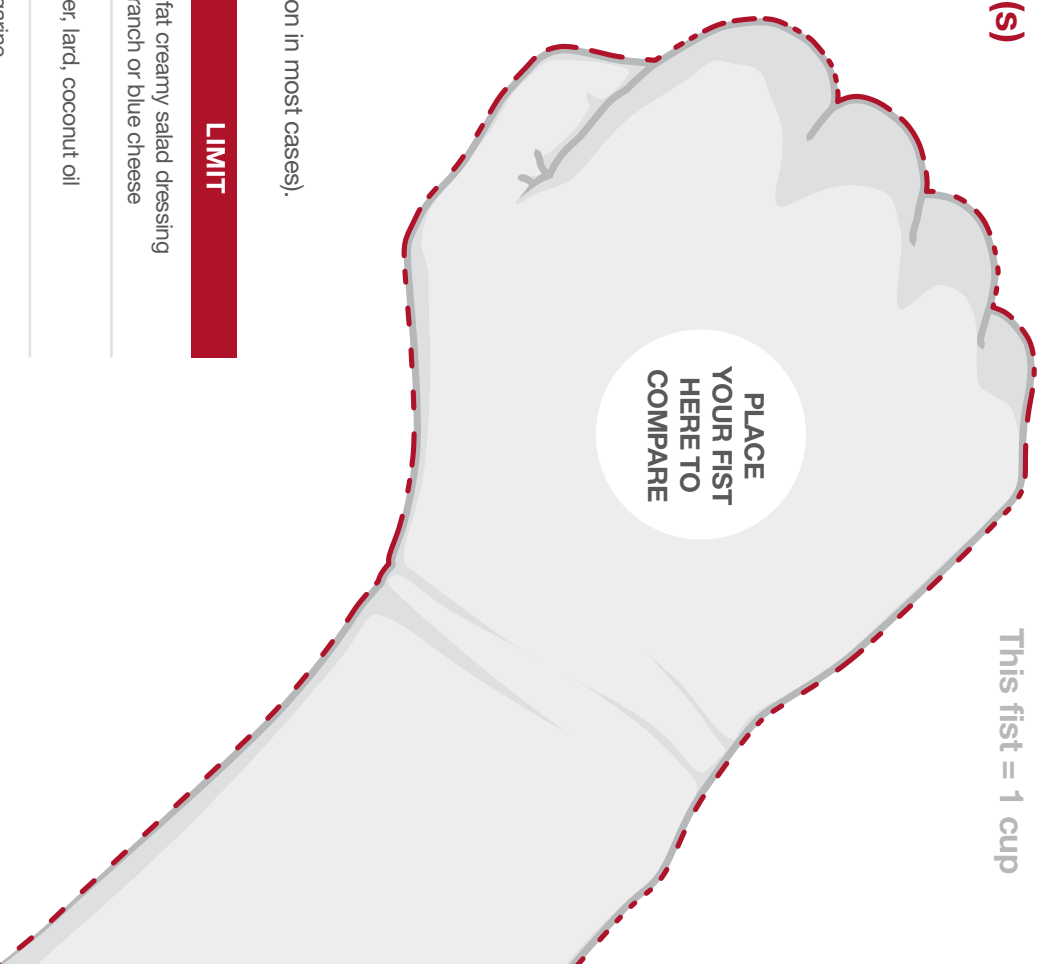 (s)
This fist = 1 cup
PLACE
YOUR FIST
HERE TO
COMPARE
on in most cases).
LIMIT
fat creamy salad dressing
ranch or blue cheese
er, lard, coconut oil